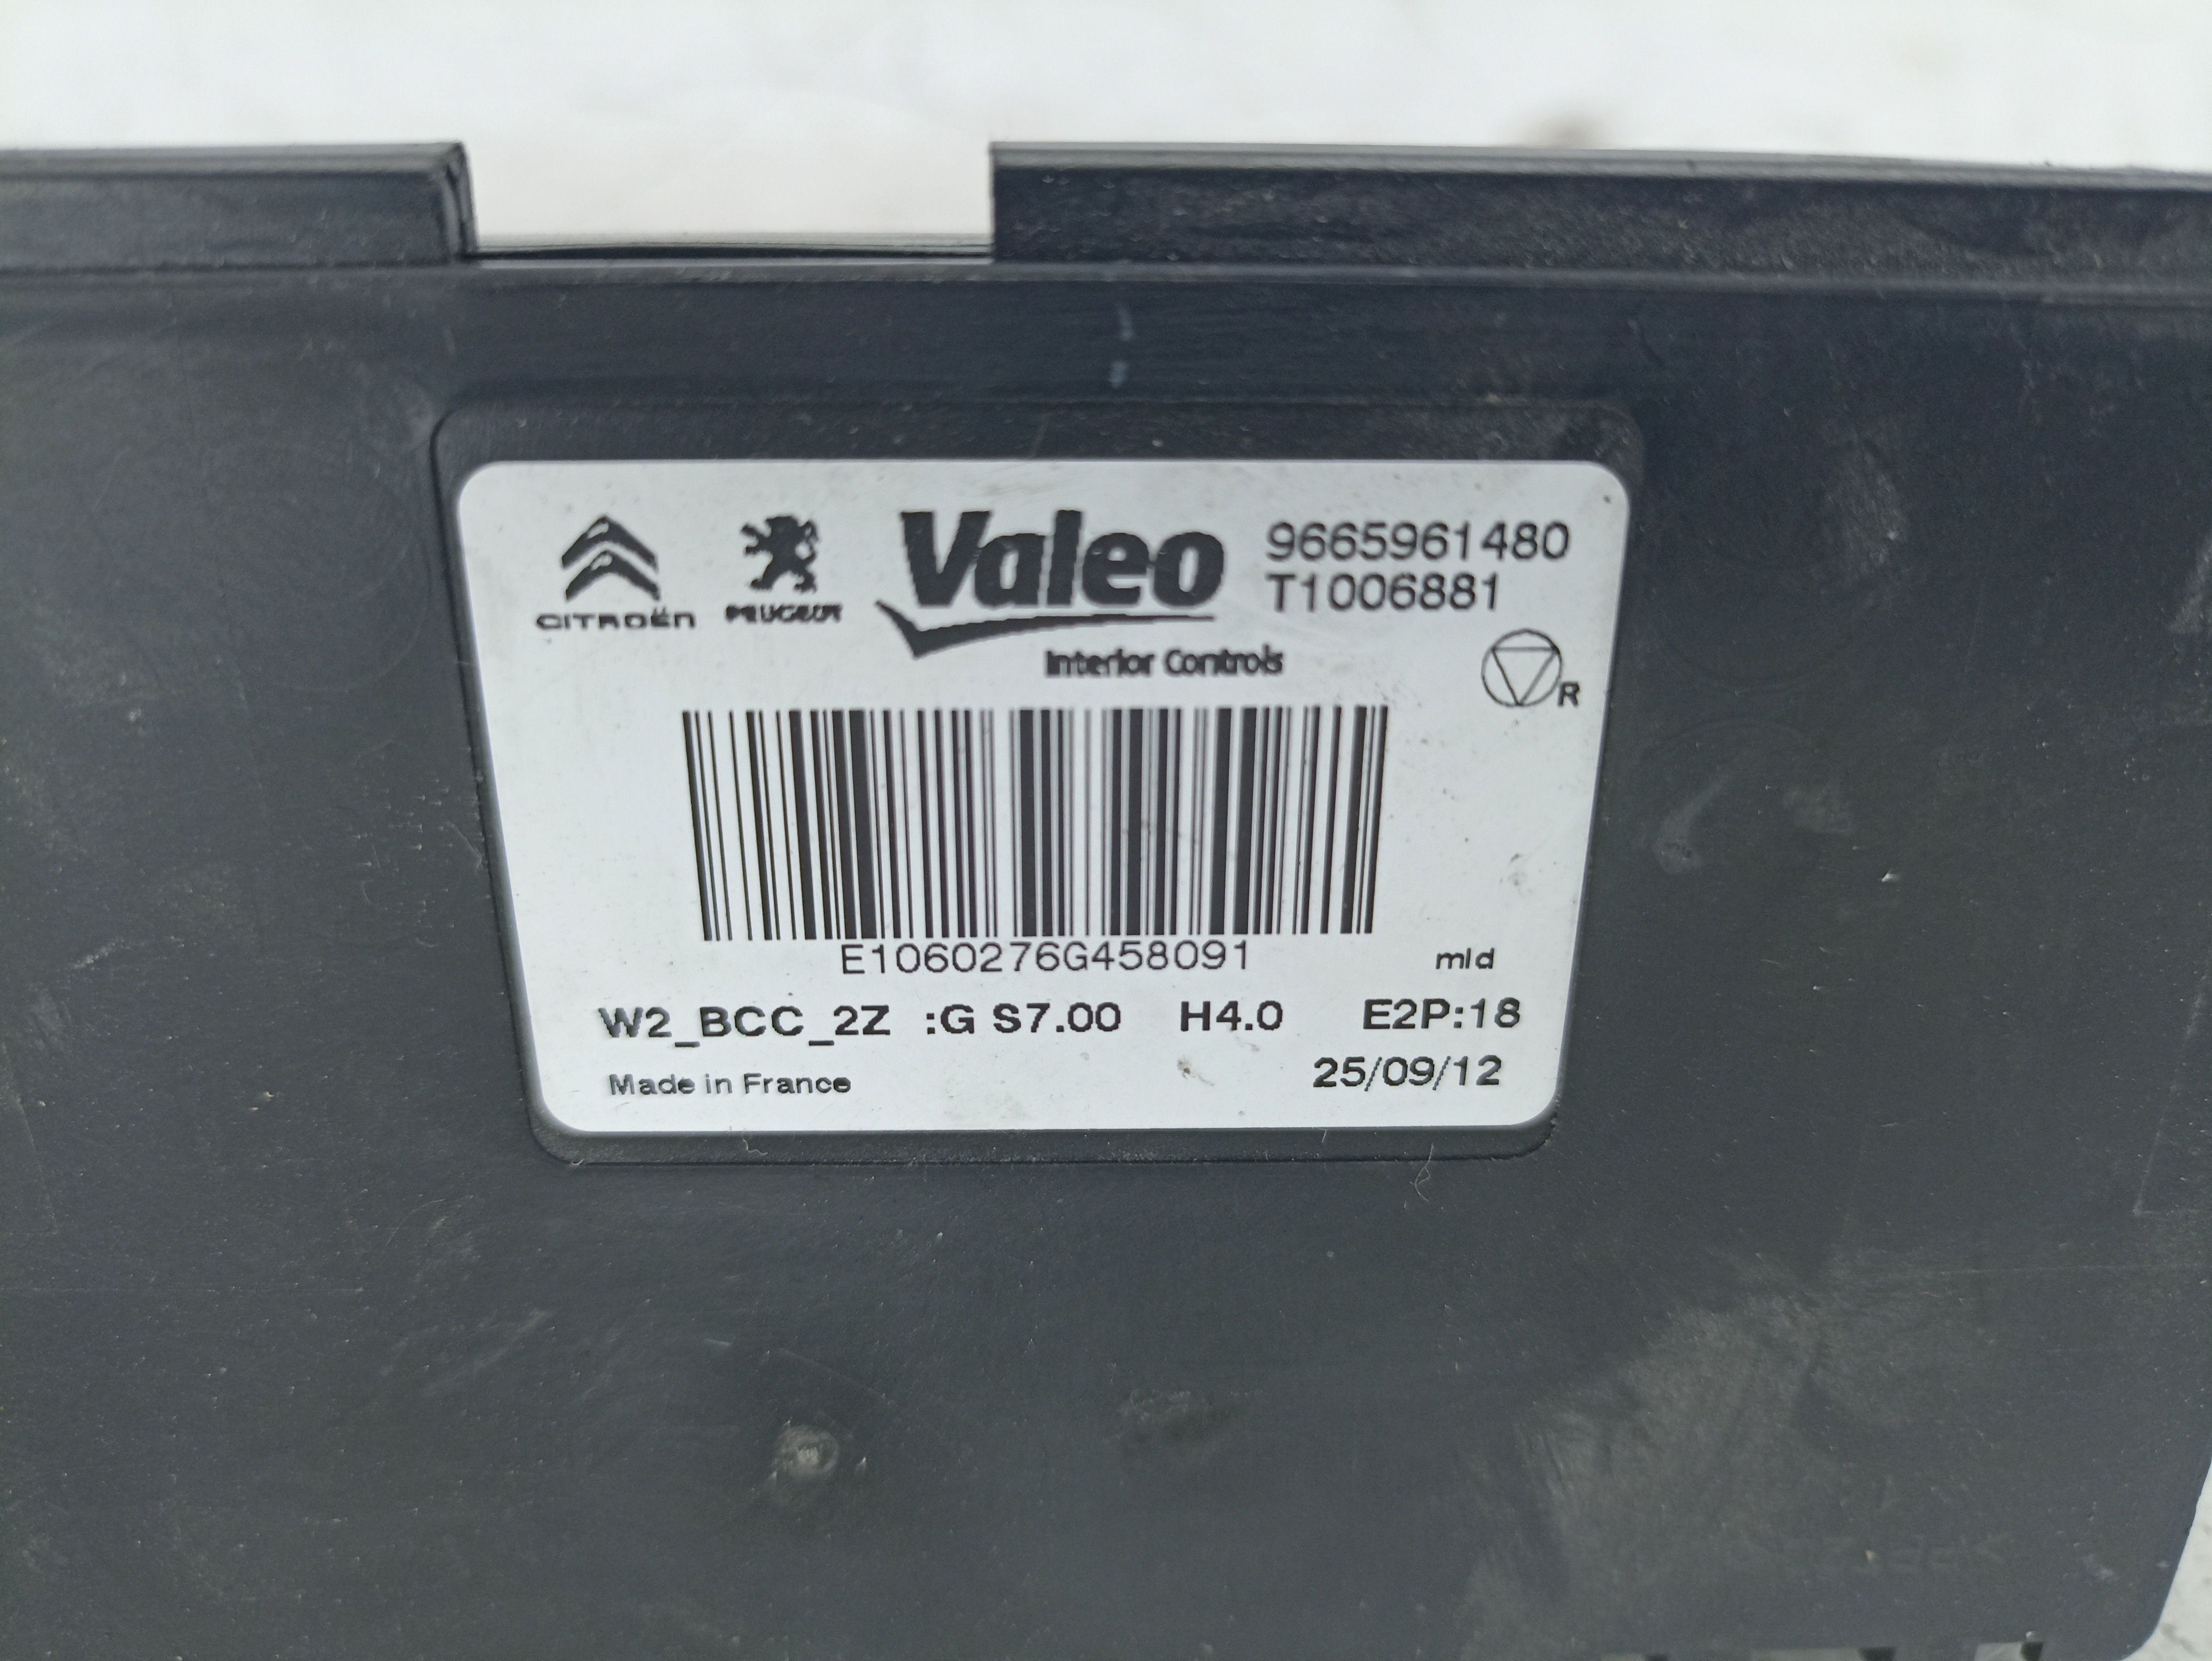 CITROËN PEUGEOT Valeo 9665961480
T1006881
Interior Controls
R
E1060276G458091 mld
W2_BCC_2Z :G S7.00 H4.0 E2P:18
Made in France 25/09/12